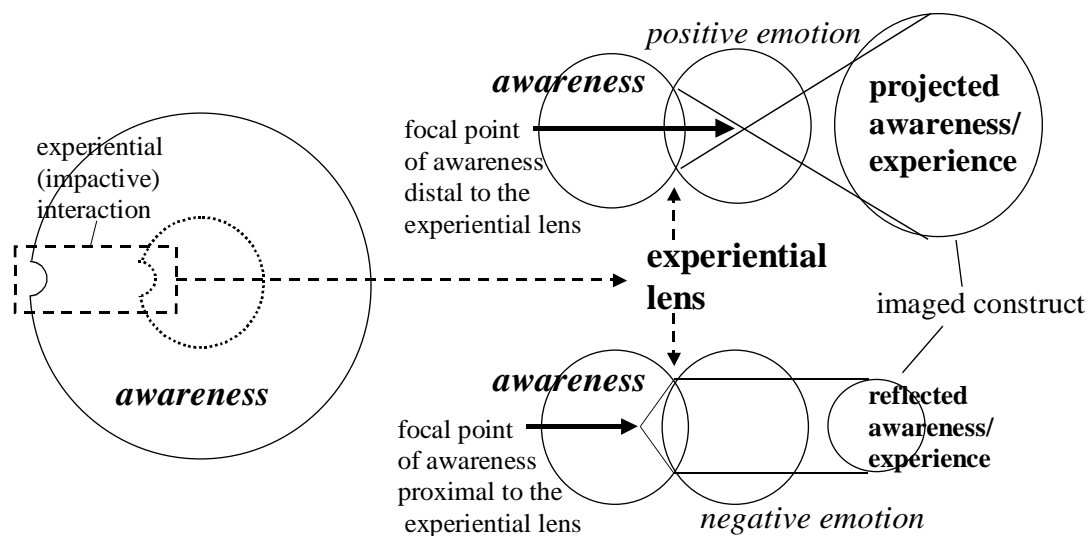 experiential
(impactive)
interaction
awareness
positive emotion
awareness
focal point
of awareness
distal to the
experiential lens
projected
awareness/
experience
experiential
lens
imaged construct
awareness
focal point
of awareness
proximal to the
experiential lens
reflected
awareness/
experience
negative emotion